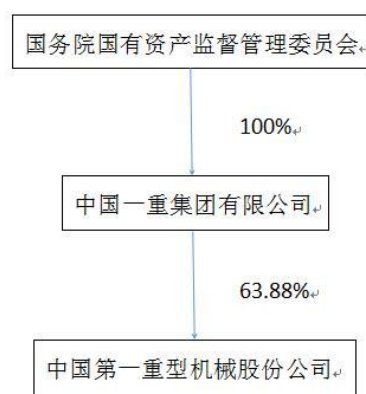 国务院国有资产监督管理委员会
100%
中国一重集团有限公司
63.88%
中国第一重型机械股份公司